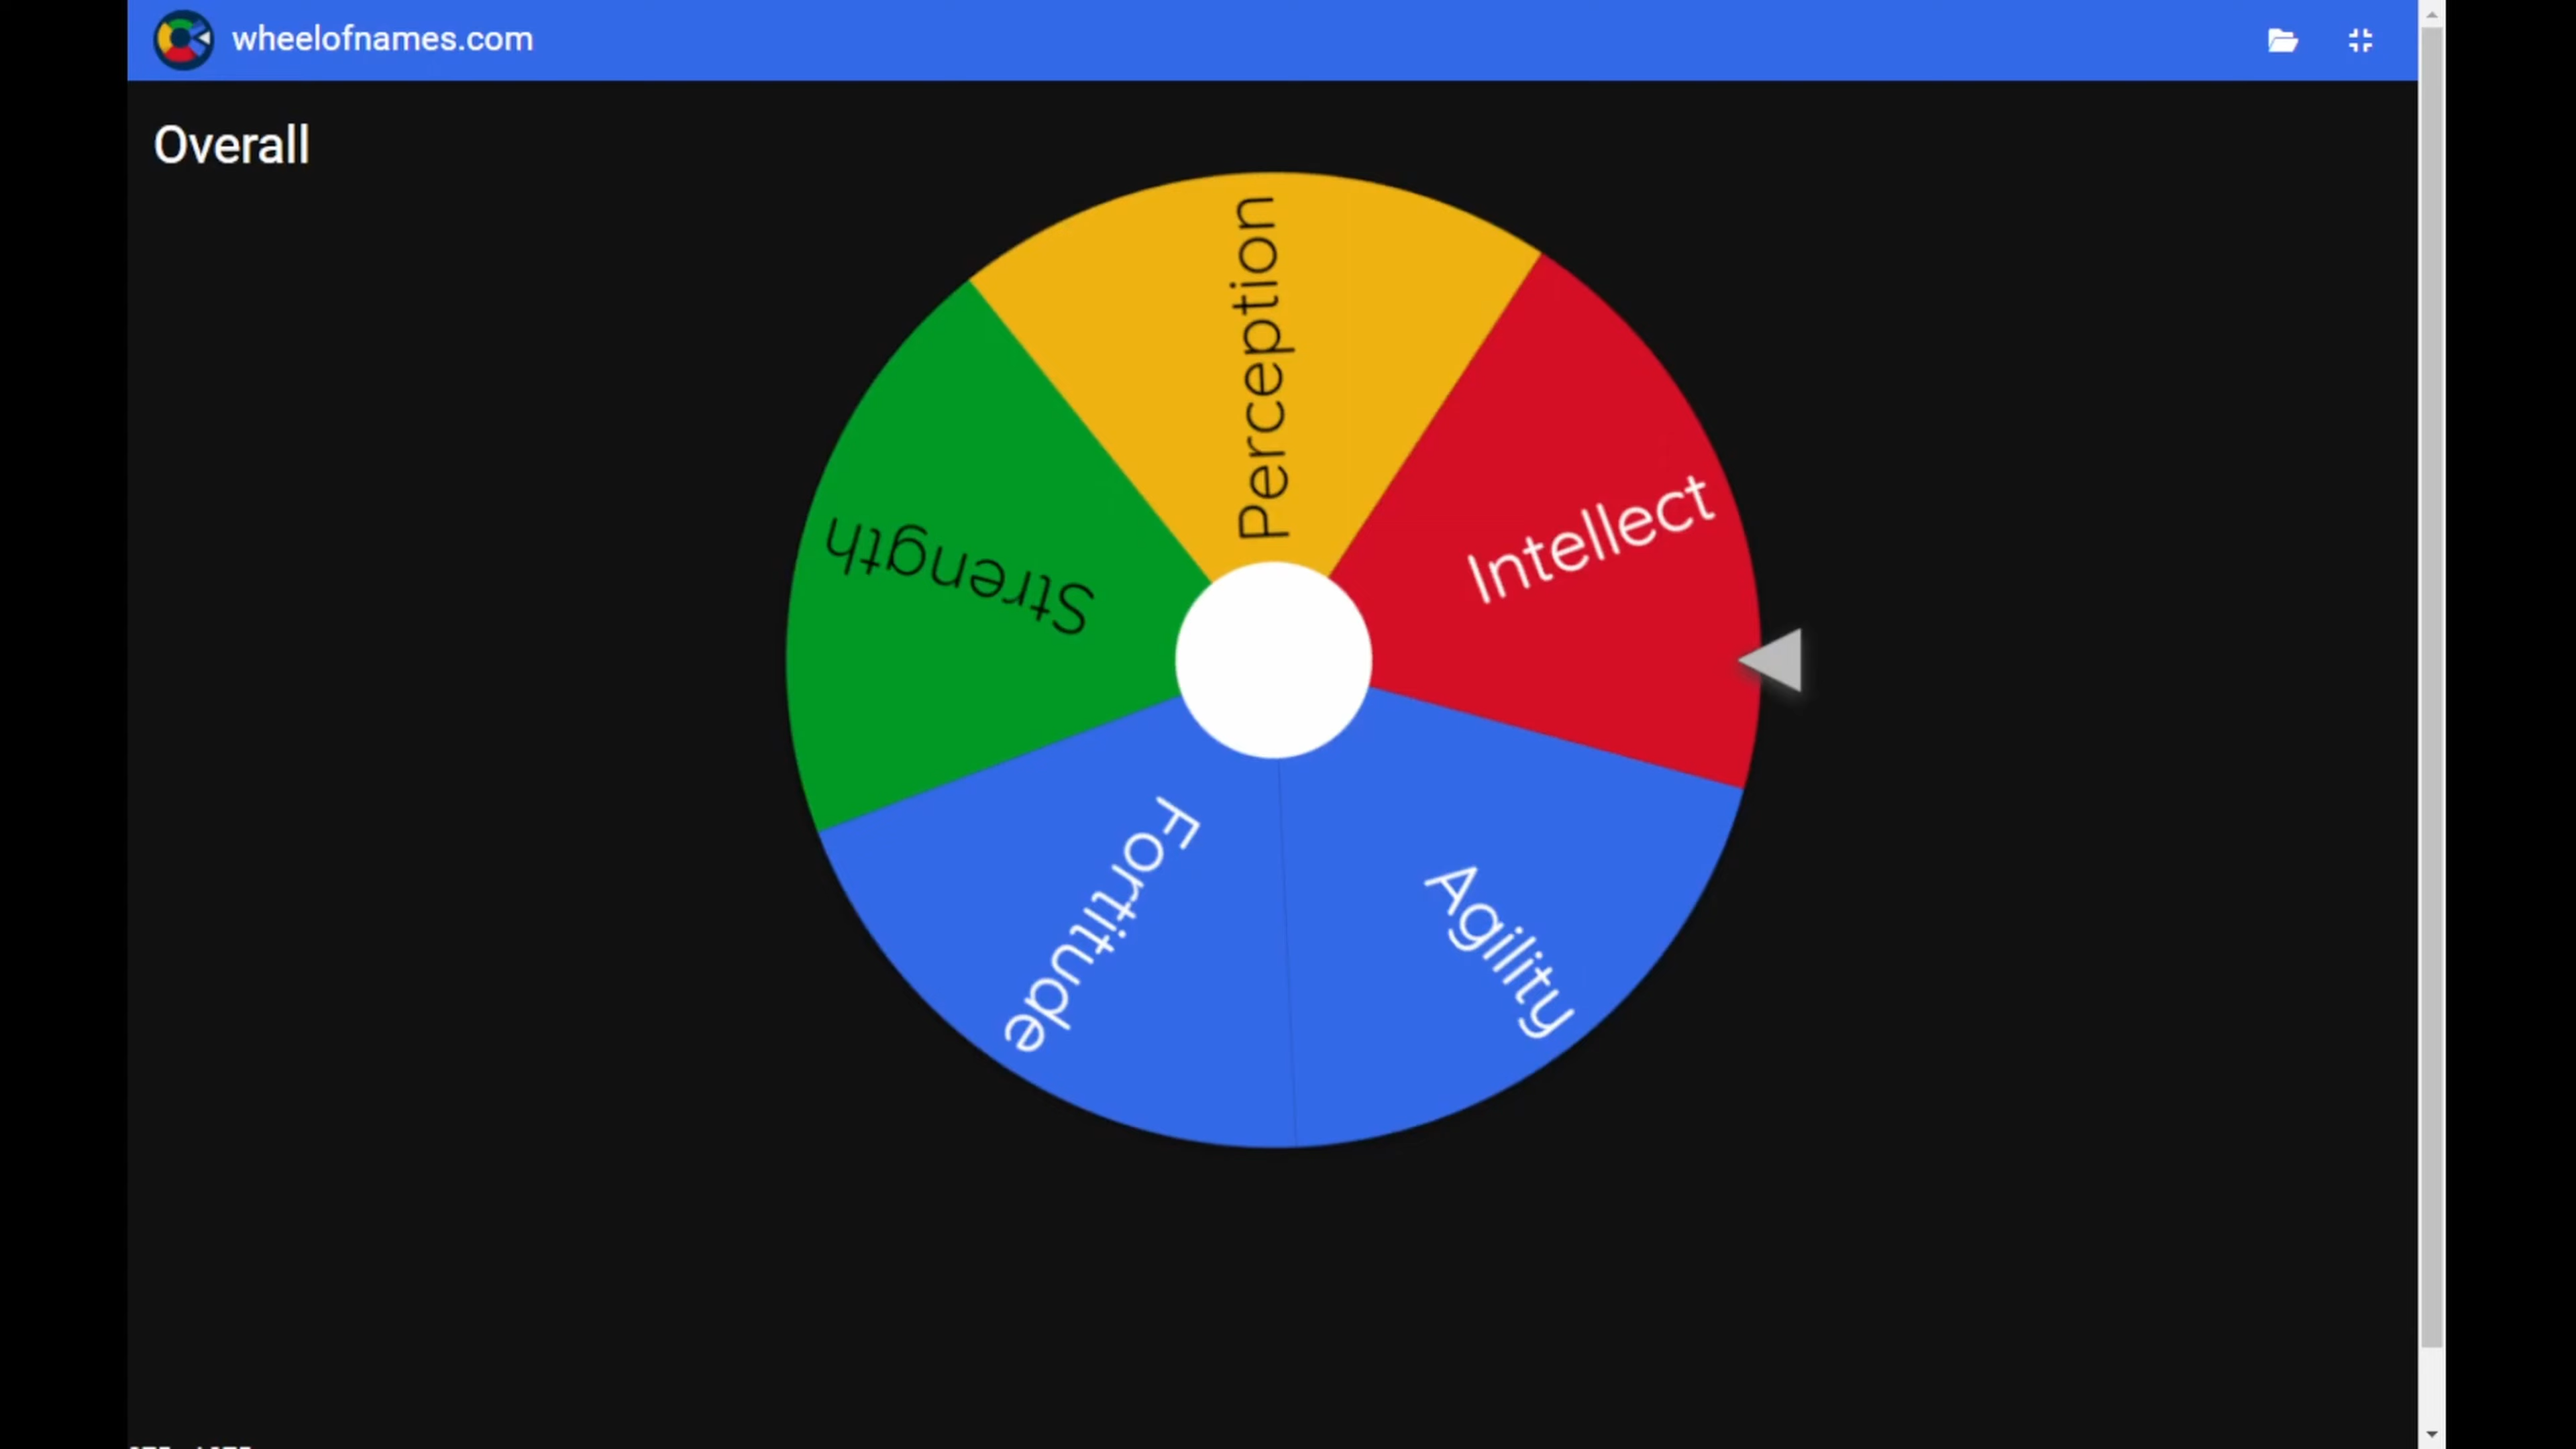 wheelofnames.com
Overall
Perception
Intellect
Strength
Fortitude
Agility